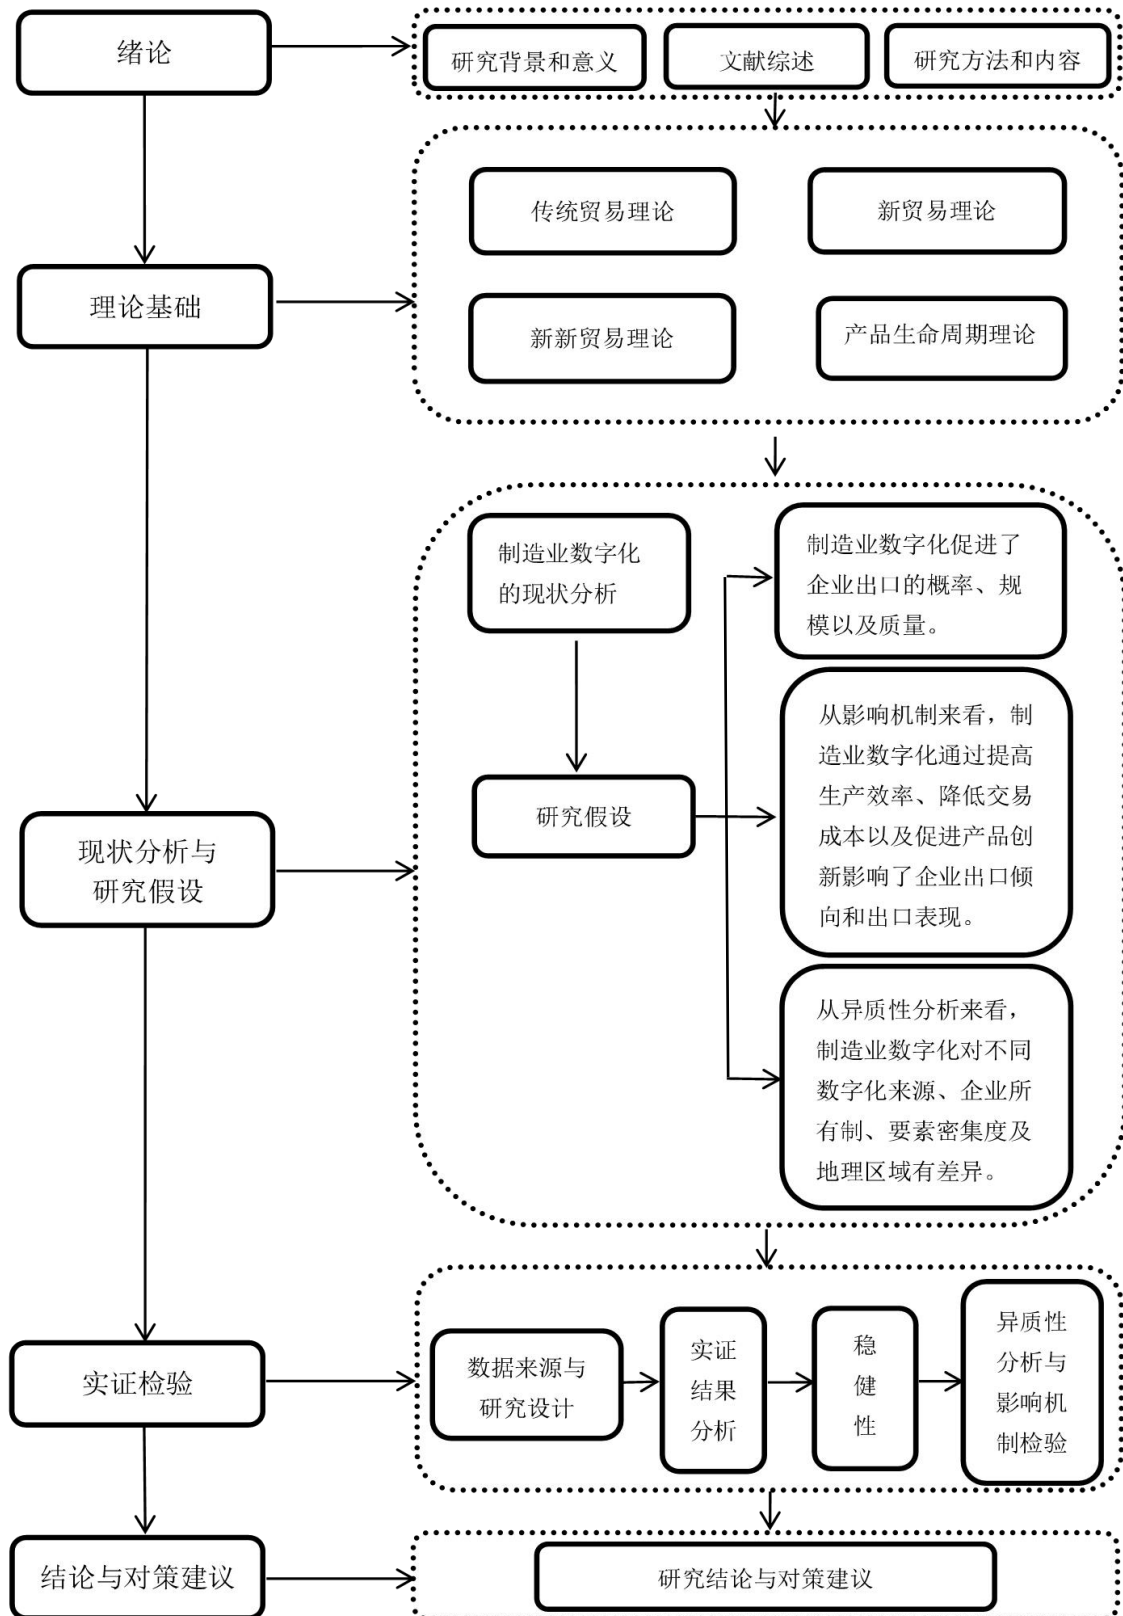 绪论
研究背景和意义
文献综述
研究方法和内容
理论基础
传统贸易理论
新贸易理论
新新贸易理论
产品生命周期理论
现状分析与
研究假设
制造业数字化
的现状分析
研究假设
制造业数字化促进了
企业出口的概率、规
模以及质量。
从影响机制来看，制
造业数字化通过提高
生产效率、降低交易
成本以及促进产品创
新影响了企业出口倾
向和出口表现。
从异质性分析来看，
制造业数字化对不同
数字化来源、企业所
有制、要素密集度及
地理区域有差异。
实证检验
数据来源与
研究设计
实证
结果
分析
稳
健
性
异质性
分析与
影响机
制检验
结论与对策建议
研究结论与对策建议